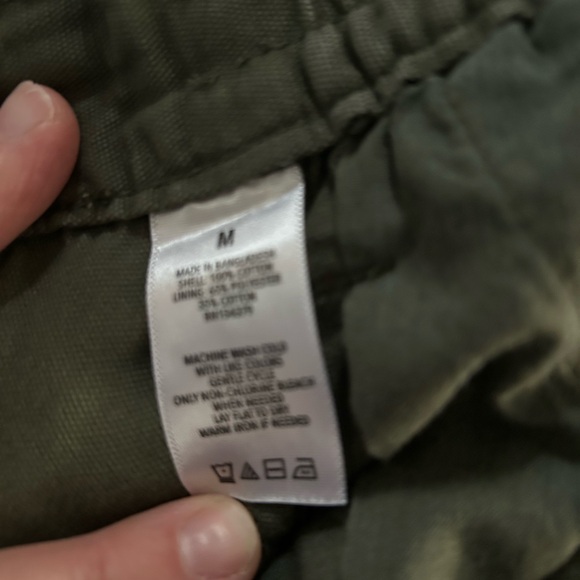 M
MADE IN BANGLADESH
SHELL: 100% COTTON
LINING: 65% POLYESTER
COTTON
MACHINE WASH COLD
WITH LIKE COLORS
GENTLE CYCLE
ONLY NON-CHLORINE BLEACH
WHEN NEEDED
LAY FLAT TO DRY
WARM IRON IF NEEDED